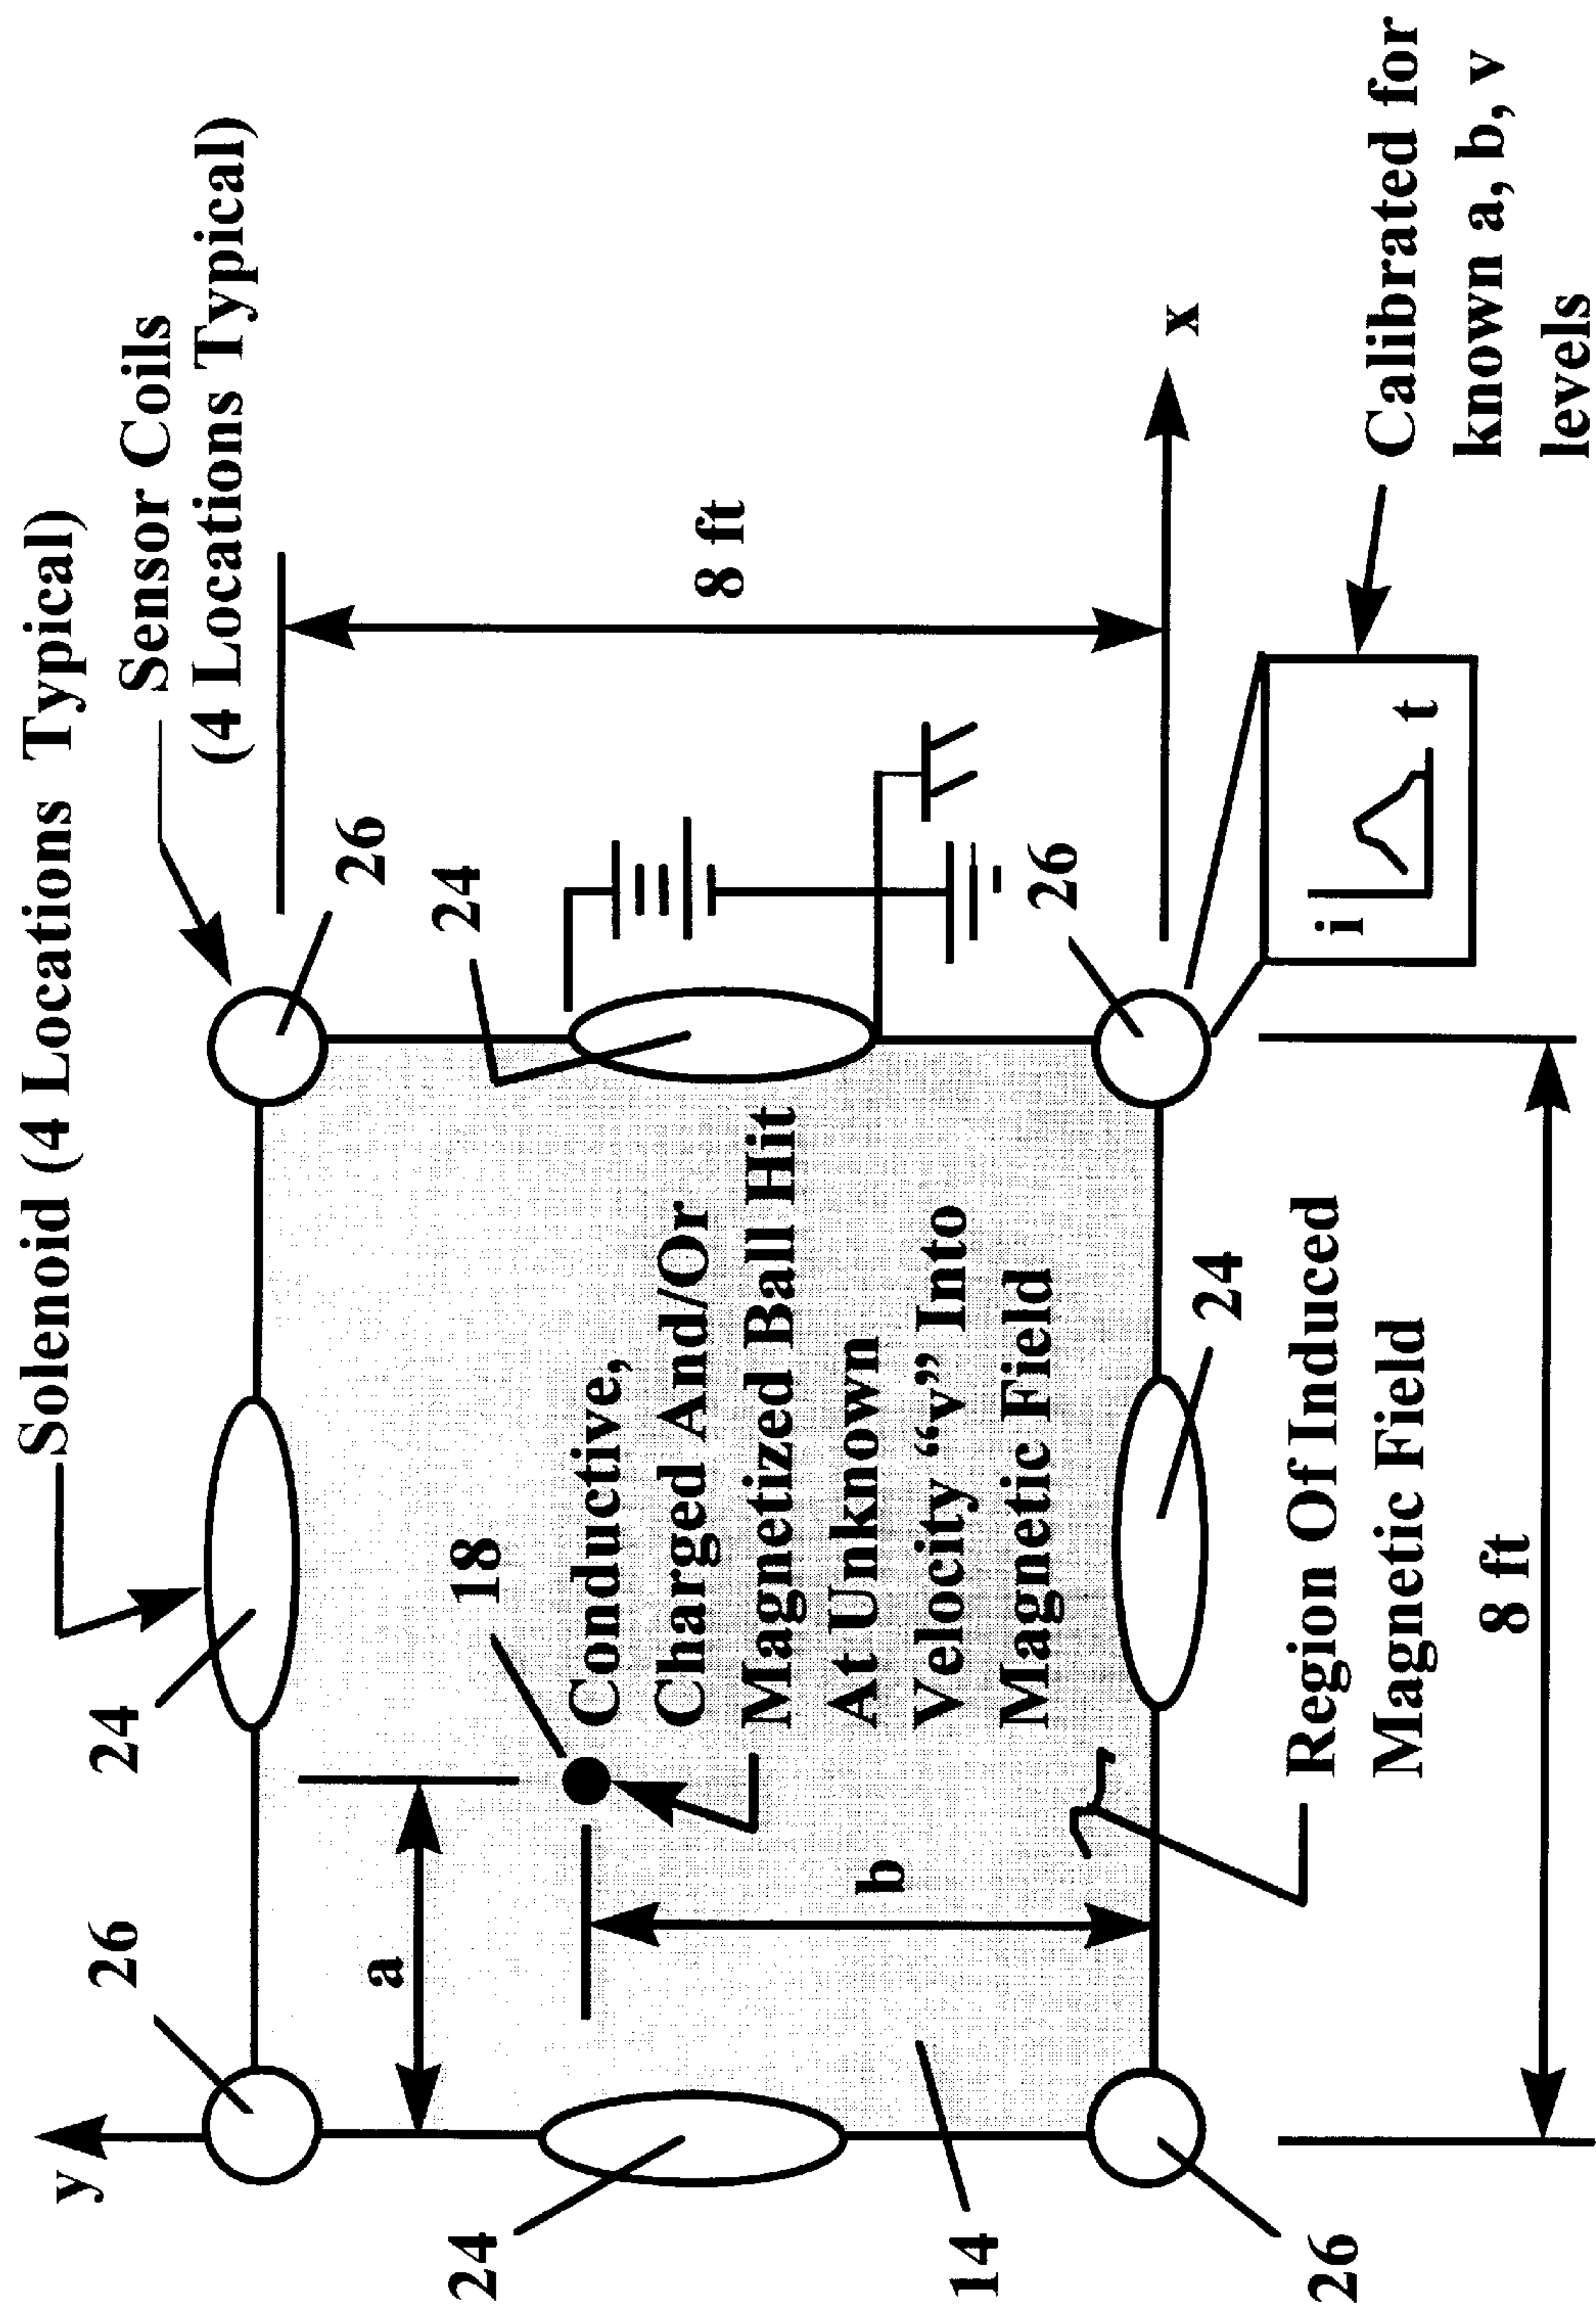 Solenoid (4 Locations Typical)
Sensor Coils
(4 Locations Typical)
y
26
24
26
18
24
a
8 ft
Conductive,
Charged And/Or
Magnetized Ball Hit
At Unknown
Velocity “v” Into
Magnetic Field
24
b
26
x
14
24
26
Region Of Induced
Magnetic Field
i
t
Calibrated for
known a, b, v
levels
8 ft